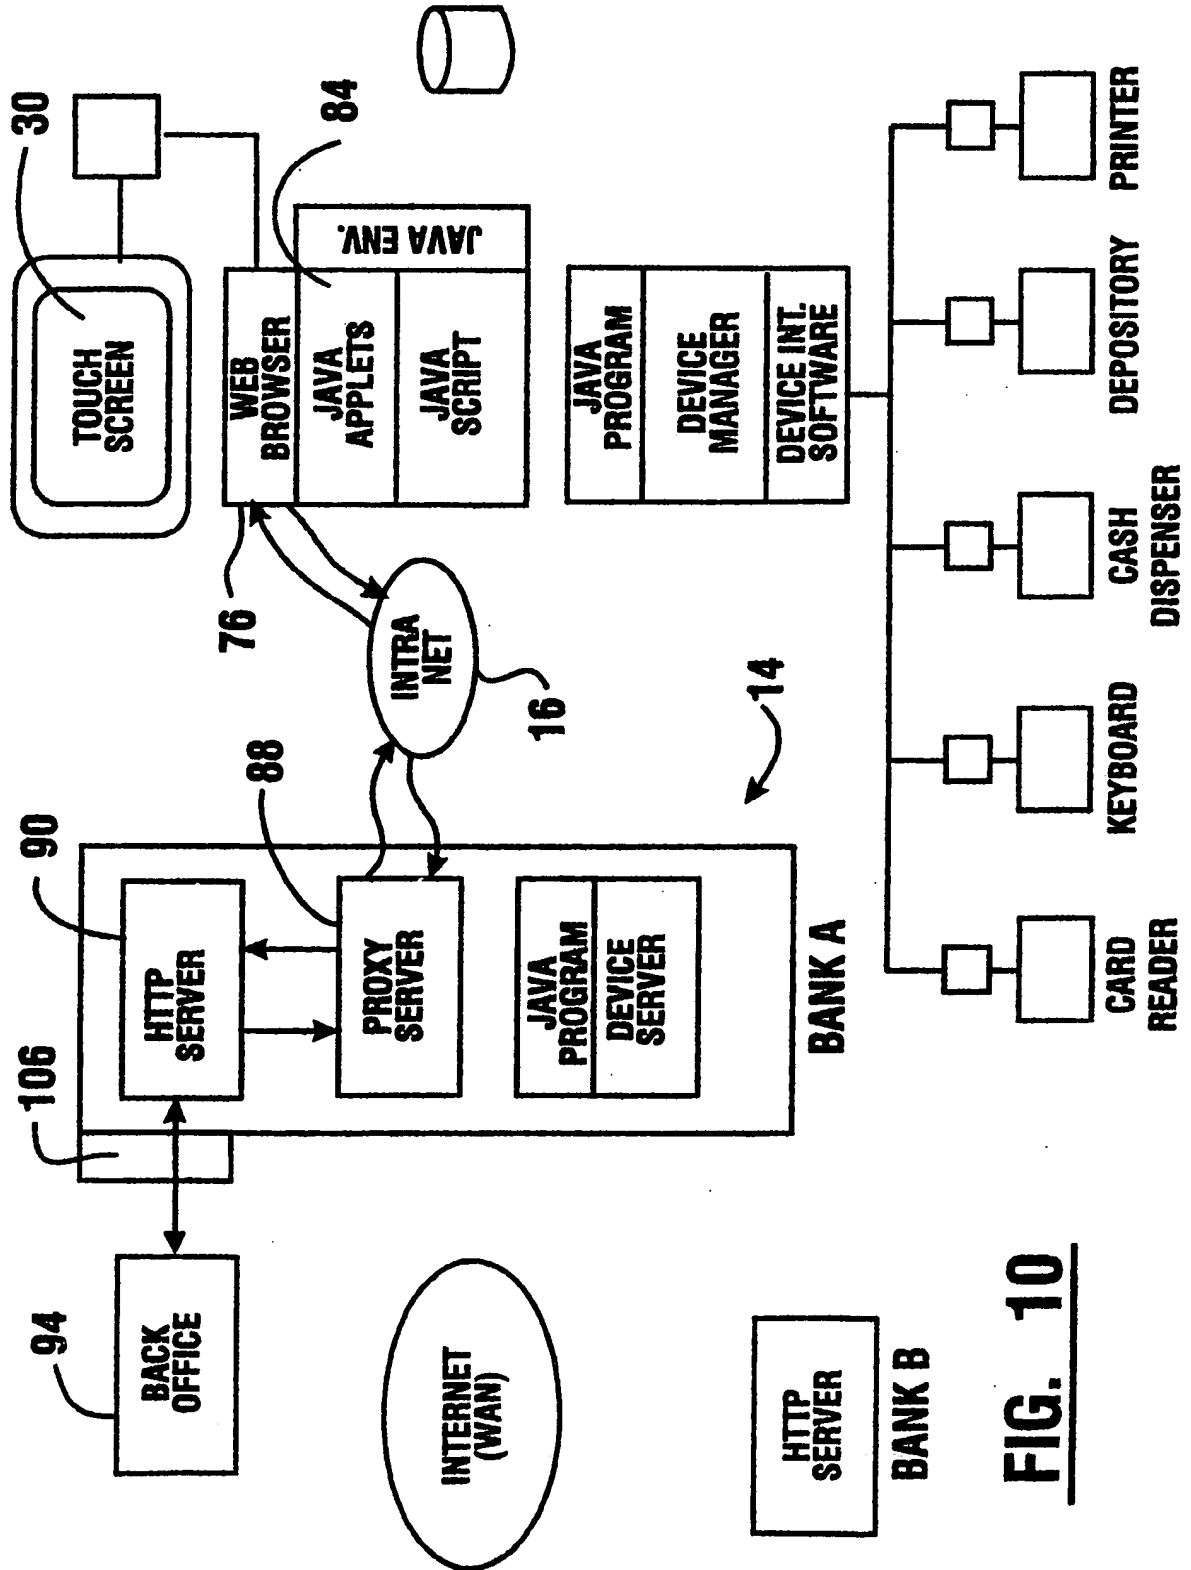 94
BACK
OFFICE
106
90
HTTP
SERVER
88
PROXY
SERVER
JAVA
PROGRAM
DEVICE
SERVER
BANK A
INTERNET
(WAN)
HTTP
SERVER
BANK B
INTRA
NET
16
14
30
TOUCH
SCREEN
76
WEB
BROWSER
84
JAVA
APPLETS
JAVA
SCRIPT
JAVA ENV.
JAVA
PROGRAM
DEVICE
MANAGER
DEVICE INT.
SOFTWARE
CARD
READER
KEYBOARD
CASH
DISPENSER
DEPOSITORY
PRINTER
FIG. 10